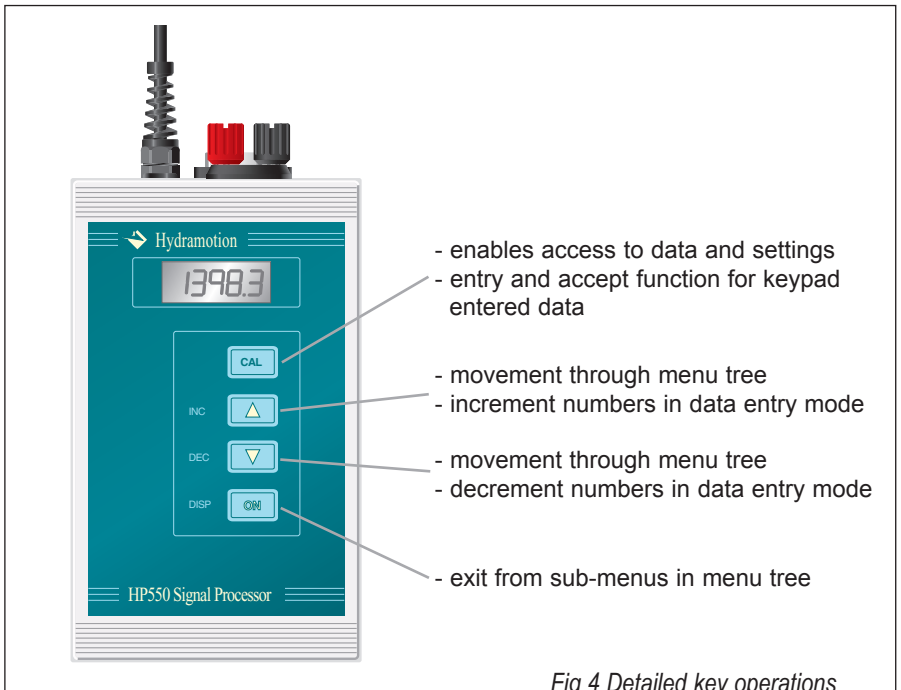 Hydramotion
1398.3
CAL
INC
DEC
DISP
ON
HP550 Signal Processor
- enables access to data and settings
- entry and accept function for keypad
entered data
- movement through menu tree
- increment numbers in data entry mode
- movement through menu tree
- decrement numbers in data entry mode
- exit from sub-menus in menu tree
Fig 4 Detailed key operations